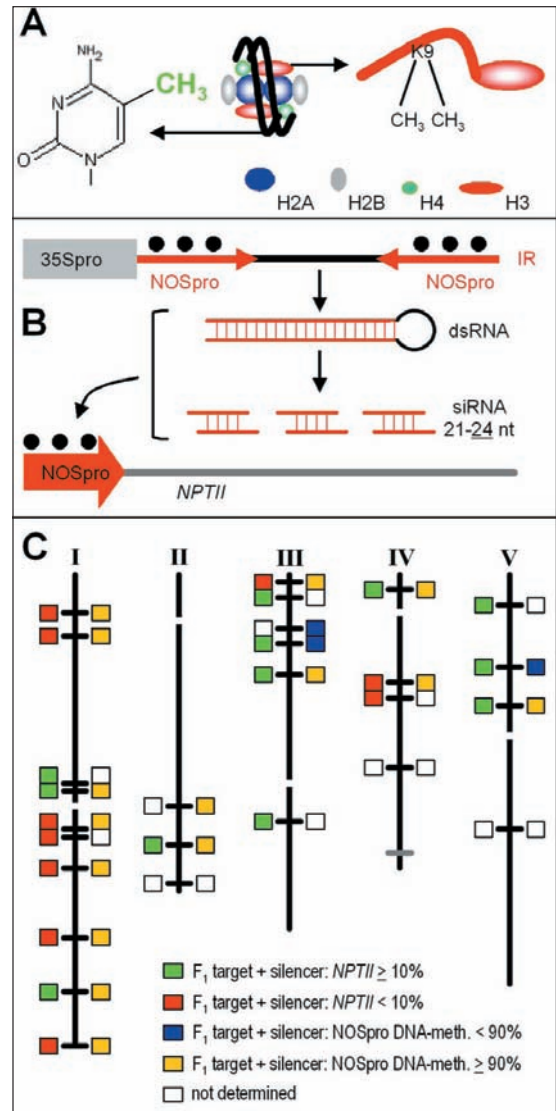 A
NH₂
CH₃
N
O
N
K9
CH₃ CH₃
H2A H2B H4 H3
35Spro
NOSpro
NOSpro
IR
B
dsRNA
siRNA
21-24 nt
NOSpro
NPTII
C
I II III IV V
F₁ target + silencer: NPTII ≥ 10%
F₁ target + silencer: NPTII < 10%
F₁ target + silencer: NOSpro DNA-meth. < 90%
F₁ target + silencer: NOSpro DNA-meth. ≥ 90%
not determined